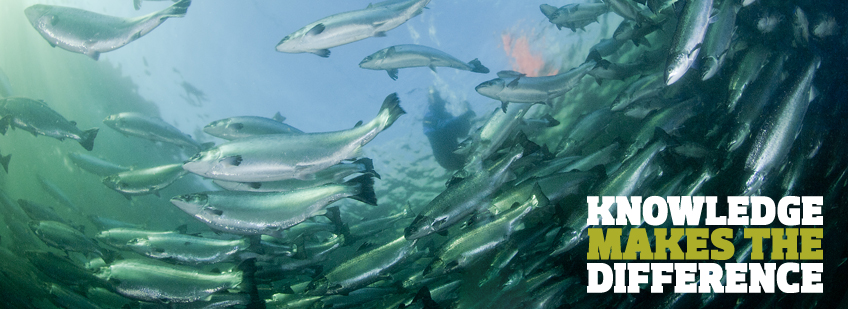 KNOWLEDGE
MAKES THE
DIFFERENCE